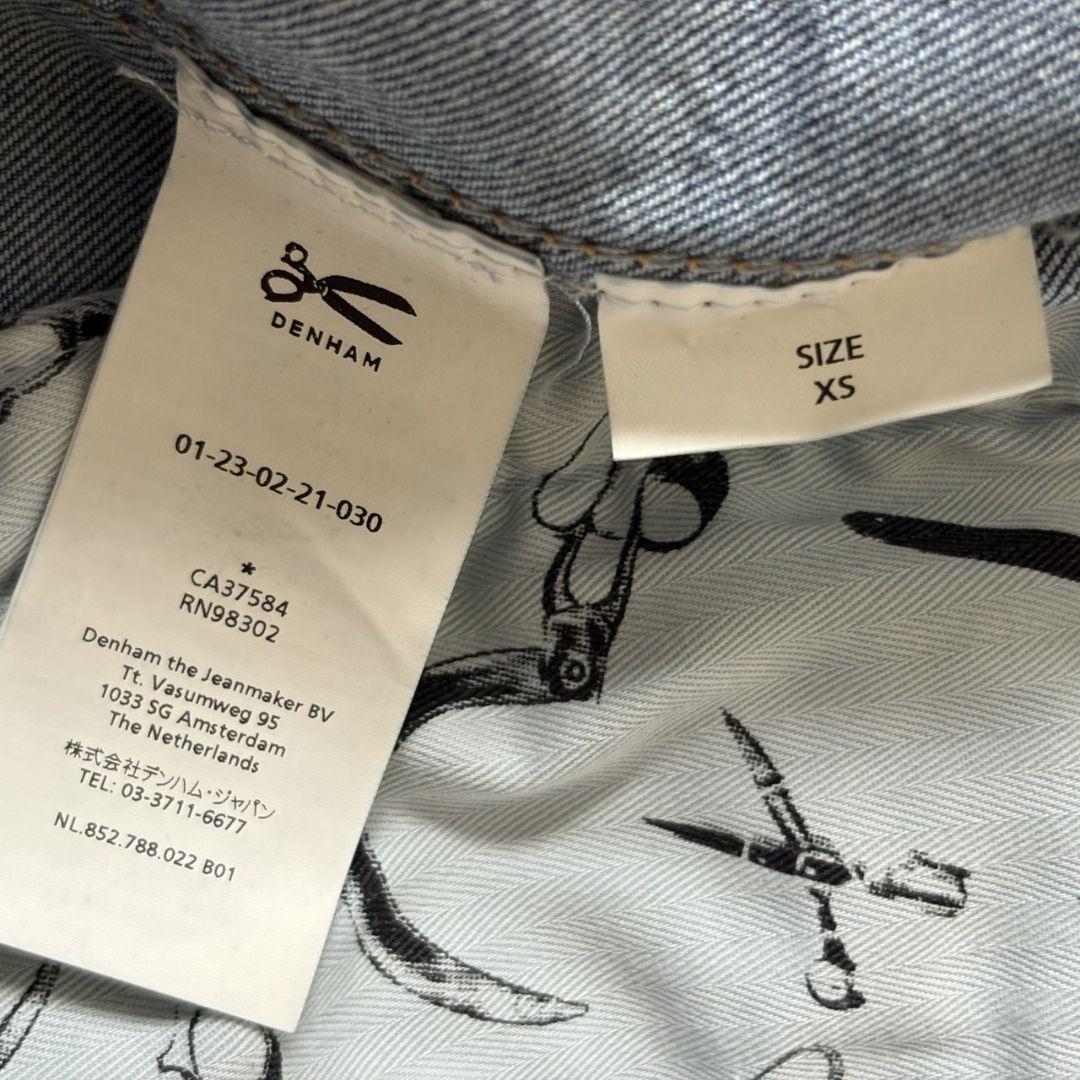 DENHAM
01-23-02-21-030
*
CA37584
RN98302
Denham the Jeanmaker BV
Tt. Vasumweg 95
1033 SG Amsterdam
The Netherlands
株式会社デンハム・ジャパン
TEL: 03-3711-6677
NL.852.788.022 B01
SIZE
XS